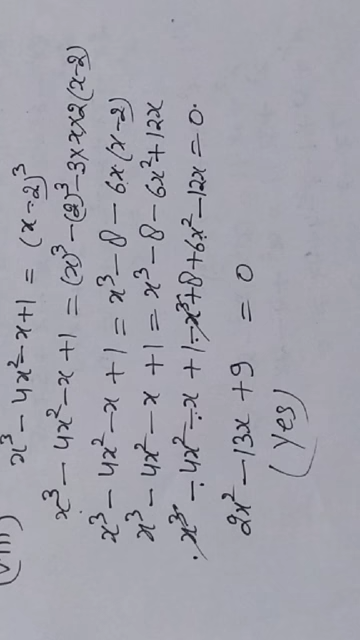 (viii)
x³ - 4x² - x + 1 = (x - 2)³
x³ - 4x² - x + 1 = (x)³ - (2)³ - 3 × x × 2 (x - 2)
x³ - 4x² - x + 1 = x³ - 8 - 6x (x - 2)
x³ - 4x² - x + 1 = x³ - 8 - 6x² + 12x
x³ - 4x² - x + 1 - x³ + 8 + 6x² - 12x = 0
2x² - 13x + 9 = 0
(Yes)